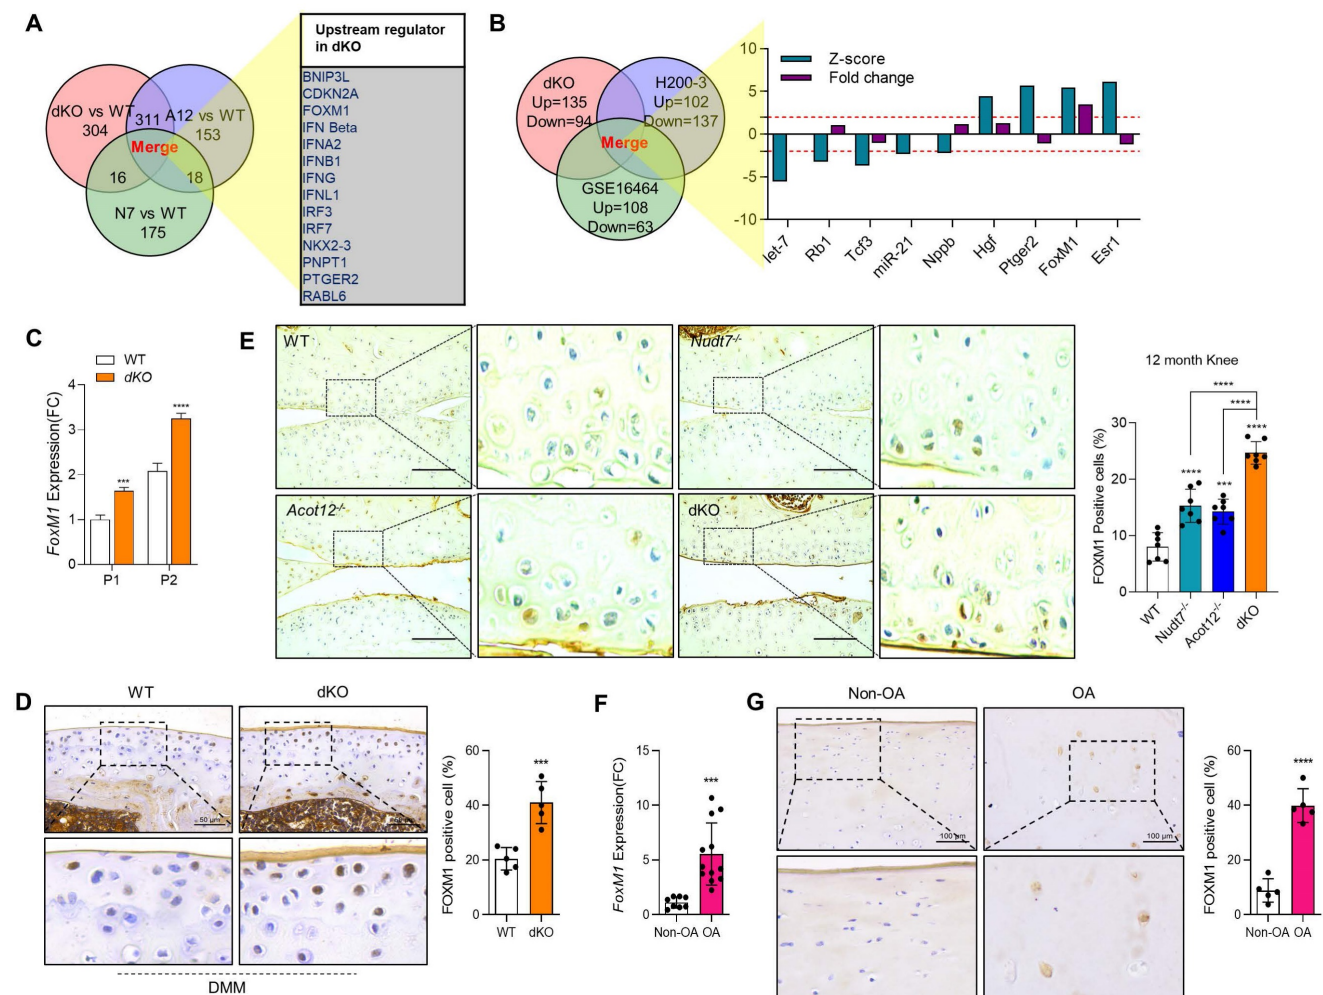 A
dKO vs WT
304
311
A12 vs WT
153
Merge
16
18
N7 vs WT
175
Upstream regulator
in dKO
BNIP3L
CDKN2A
FOXM1
IFN Beta
IFNA2
IFNB1
IFNG
IFNL1
IRF3
IRF7
NKX2-3
PNPT1
PTGER2
RABL6
B
dKO
Up=135
Down=94
H200-3
Up=102
Down=137
Merge
GSE16464
Up=108
Down=63
Z-score
Fold change
10
5
0
-5
-10
let-7
Rb1
Tcf3
miR-21
Nppb
Hgf
Ptger2
FoxM1
Esr1
C
WT
dKO
FoxM1 Expression(FC)
4
3
2
1
0
***
****
P1
P2
E
WT
Nudt7-/-
Acot12-/-
dKO
12 month Knee
FOXM1 Positive cells (%)
30
20
10
0
****
****
****
***
****
WT
Nudt7-/-
Acot12-/-
dKO
D
WT
dKO
50 µm
DMM
FOXM1 positive cell (%)
60
40
20
0
***
WT
dKO
F
FoxM1 Expression(FC)
15
10
5
0
***
Non-OA
OA
G
Non-OA
OA
100 µm
100 µm
FOXM1 positive cell (%)
60
40
20
0
****
Non-OA
OA